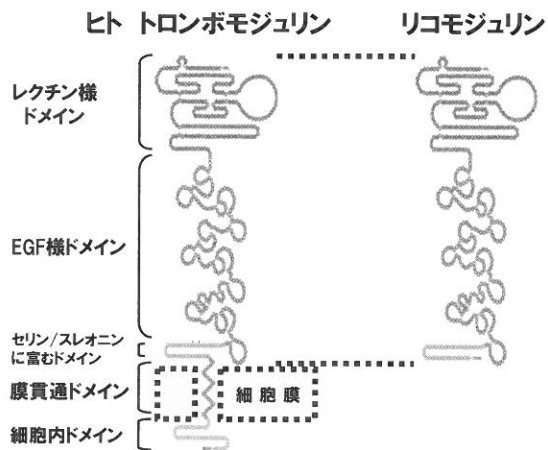 ヒト トロンボモジュリン リコモジュリン
レクチン様
ドメイン
EGF様ドメイン
セリン/スレオニン
に富むドメイン
膜貫通ドメイン
細胞膜
細胞内ドメイン